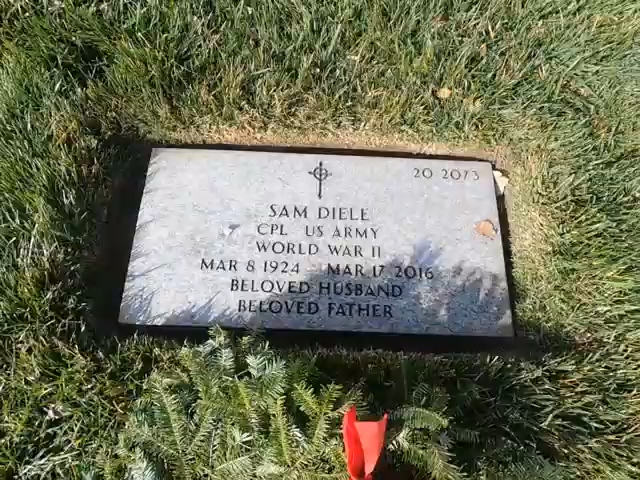 20 2073
SAM DIELE
CPL US ARMY
WORLD WAR II
MAR 8 1924 MAR 17 2016
BELOVED HUSBAND
BELOVED FATHER